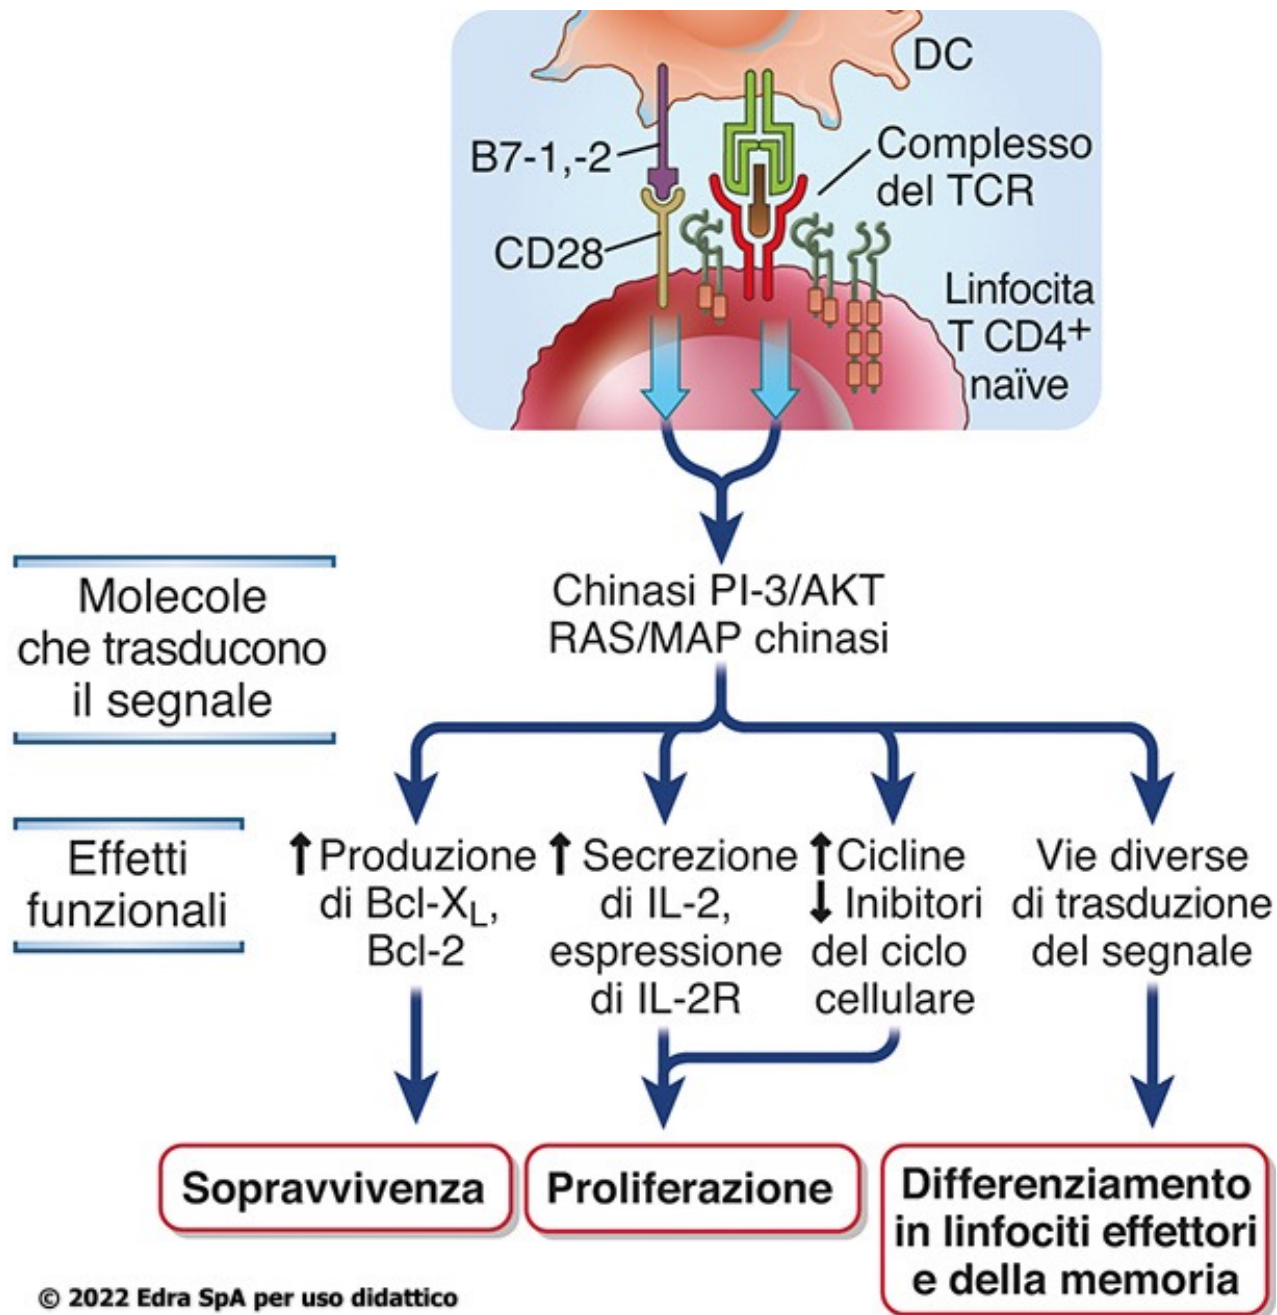 DC
B7-1,-2
Complesso
del TCR
CD28
Linfocita
T CD4+
naïve
Molecole
che trasducono
il segnale
Chinasi PI-3/AKT
RAS/MAP chinasi
Effetti
funzionali
↑ Produzione
di Bcl-XL,
Bcl-2
↑ Secrezione
di IL-2,
espressione
di IL-2R
↑ Cicline
↓ Inibitori
del ciclo
cellulare
Vie diverse
di trasduzione
del segnale
Sopravvivenza
Proliferazione
Differenziamento
in linfociti effettori
e della memoria
© 2022 Edra SpA per uso didattico